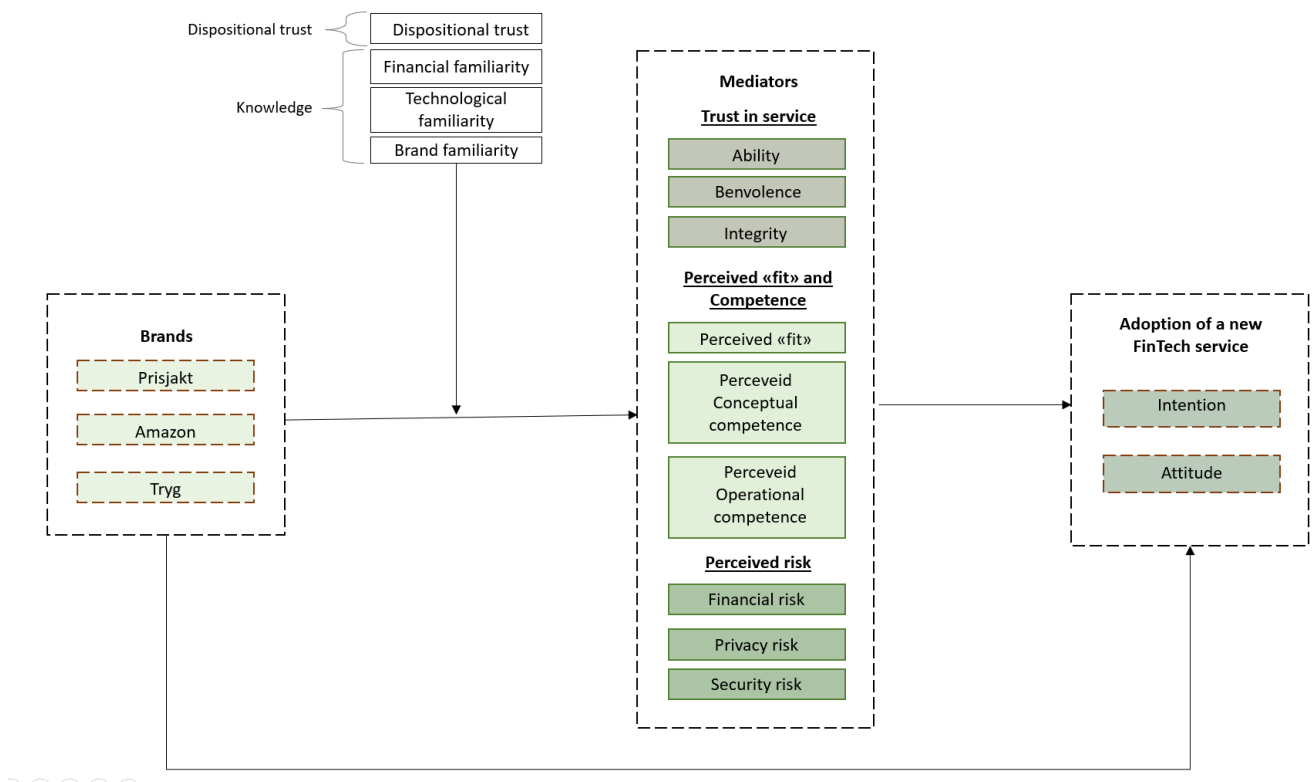 Dispositional trust
Dispositional trust
Financial familiarity
Knowledge
Technological
familiarity
Brand familiarity
Mediators
Trust in service
Ability
Benvolence
Integrity
Perceived «fit» and
Competence
Perceived «fit»
Perceveid
Conceptual
competence
Perceveid
Operational
competence
Perceived risk
Financial risk
Privacy risk
Security risk
Brands
Prisjakt
Amazon
Tryg
Adoption of a new
FinTech service
Intention
Attitude